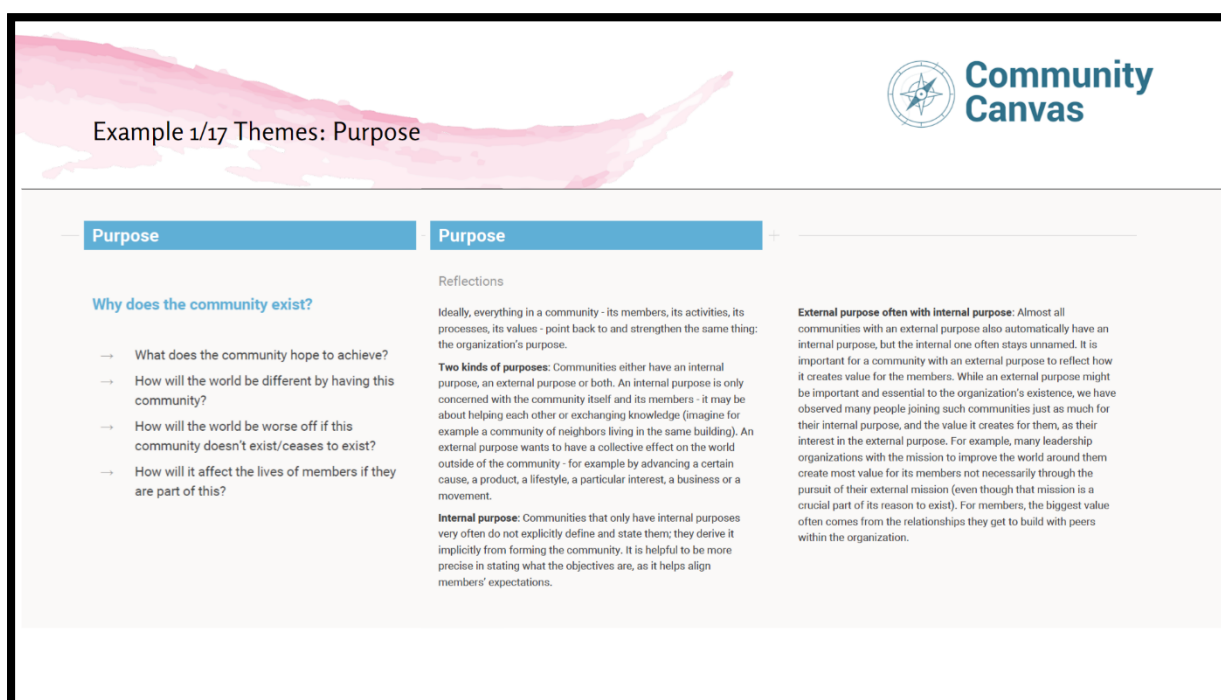 Community
Canvas
Example 1/17 Themes: Purpose
Purpose
Why does the community exist?
→ What does the community hope to achieve?
→ How will the world be different by having this
community?
→ How will the world be worse off if this
community doesn't exist/ceases to exist?
→ How will it affect the lives of members if they
are part of this?
Purpose
Reflections
Ideally, everything in a community - its members, its activities, its
processes, its values - point back to and strengthen the same thing:
the organization's purpose.
Two kinds of purposes: Communities either have an internal
purpose, an external purpose or both. An internal purpose is only
concerned with the community itself and its members - it may be
about helping each other or exchanging knowledge (imagine for
example a community of neighbors living in the same building). An
external purpose wants to have a collective effect on the world
outside of the community - for example by advancing a certain
cause, a product, a lifestyle, a particular interest, a business or a
movement.
Internal purpose: Communities that only have internal purposes
very often do not explicitly define and state them; they derive it
implicitly from forming the community. It is helpful to be more
precise in stating what the objectives are, as it helps align
members' expectations.
External purpose often with internal purpose: Almost all
communities with an external purpose also automatically have an
internal purpose, but the internal one often stays unnamed. It is
important for a community with an external purpose to reflect how
it creates value for the members. While an external purpose might
be important and essential to the organization's existence, we have
observed many people joining such communities just as much for
their internal purpose, and the value it creates for them, as their
interest in the external purpose. For example, many leadership
organizations with the mission to improve the world around them
create most value for its members not necessarily through the
pursuit of their external mission (even though that mission is a
crucial part of its reason to exist). For members, the biggest value
often comes from the relationships they get to build with peers
within the organization.